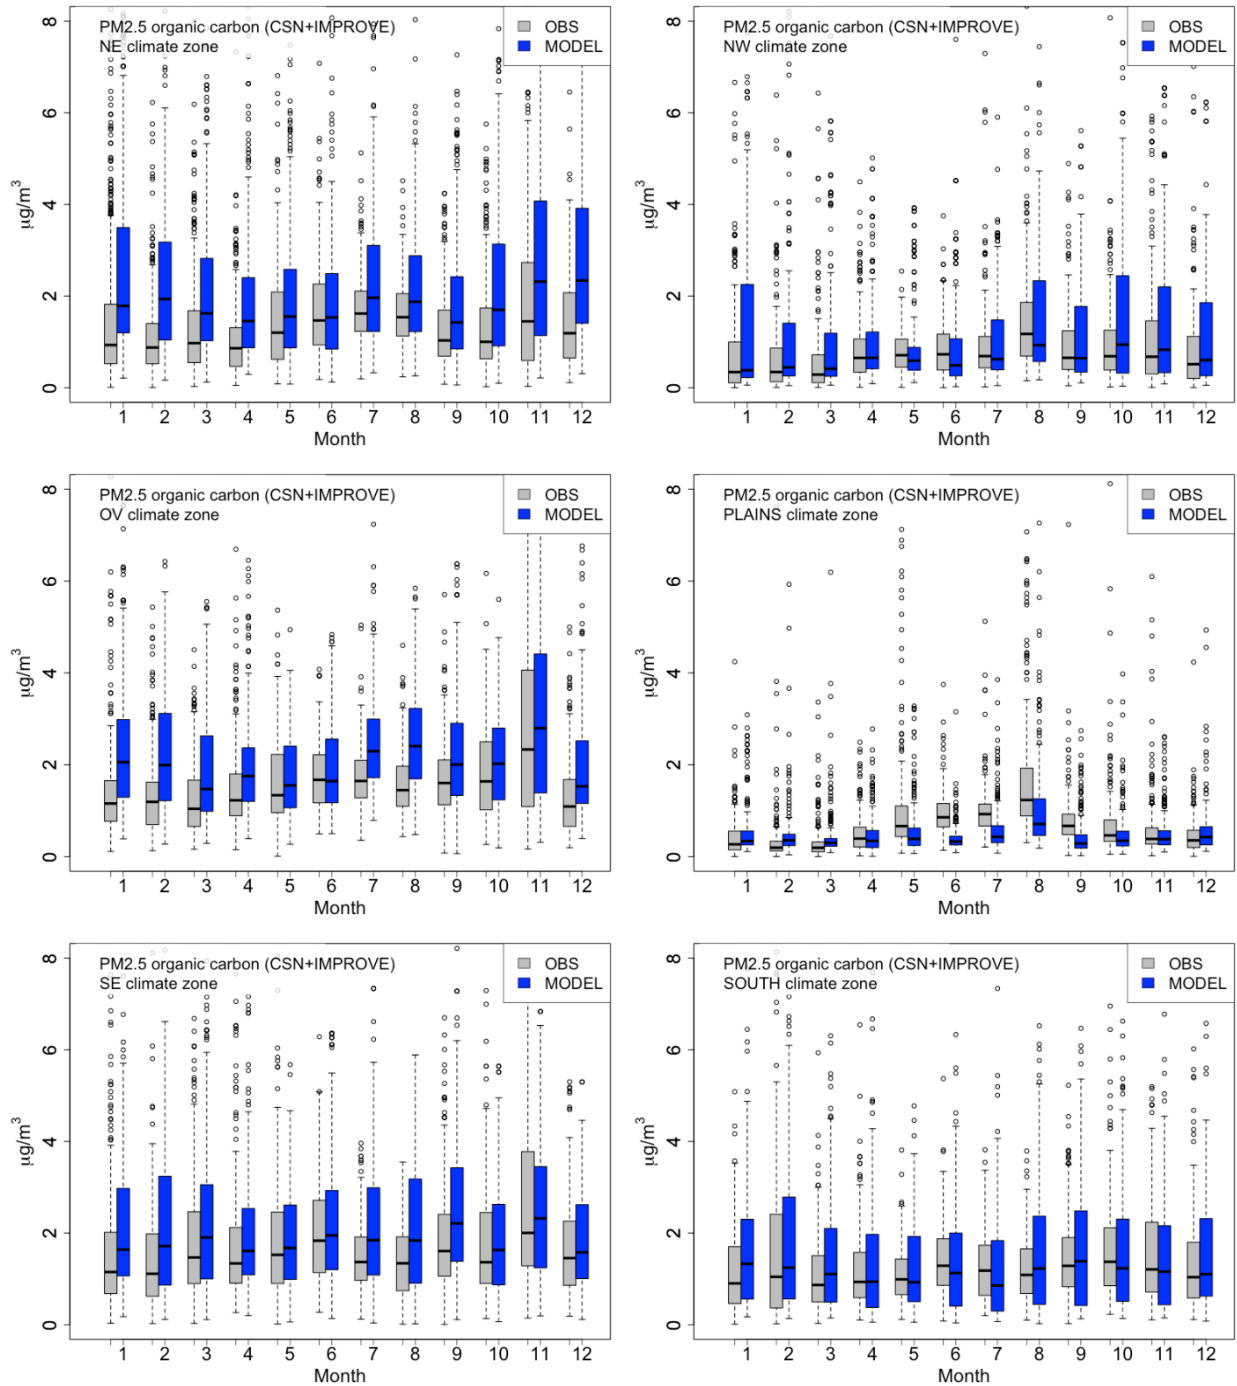 PM2.5 organic carbon (CSN+IMPROVE)
NE climate zone
OBS
MODEL
8
6
4
2
0
μg/m3
1 2 3 4 5 6 7 8 9 10 11 12
Month
PM2.5 organic carbon (CSN+IMPROVE)
NW climate zone
OBS
MODEL
8
6
4
2
0
μg/m3
1 2 3 4 5 6 7 8 9 10 11 12
Month
PM2.5 organic carbon (CSN+IMPROVE)
OV climate zone
OBS
MODEL
8
6
4
2
0
μg/m3
1 2 3 4 5 6 7 8 9 10 11 12
Month
PM2.5 organic carbon (CSN+IMPROVE)
PLAINS climate zone
OBS
MODEL
8
6
4
2
0
μg/m3
1 2 3 4 5 6 7 8 9 10 11 12
Month
PM2.5 organic carbon (CSN+IMPROVE)
SE climate zone
OBS
MODEL
8
6
4
2
0
μg/m3
1 2 3 4 5 6 7 8 9 10 11 12
Month
PM2.5 organic carbon (CSN+IMPROVE)
SOUTH climate zone
OBS
MODEL
8
6
4
2
0
μg/m3
1 2 3 4 5 6 7 8 9 10 11 12
Month